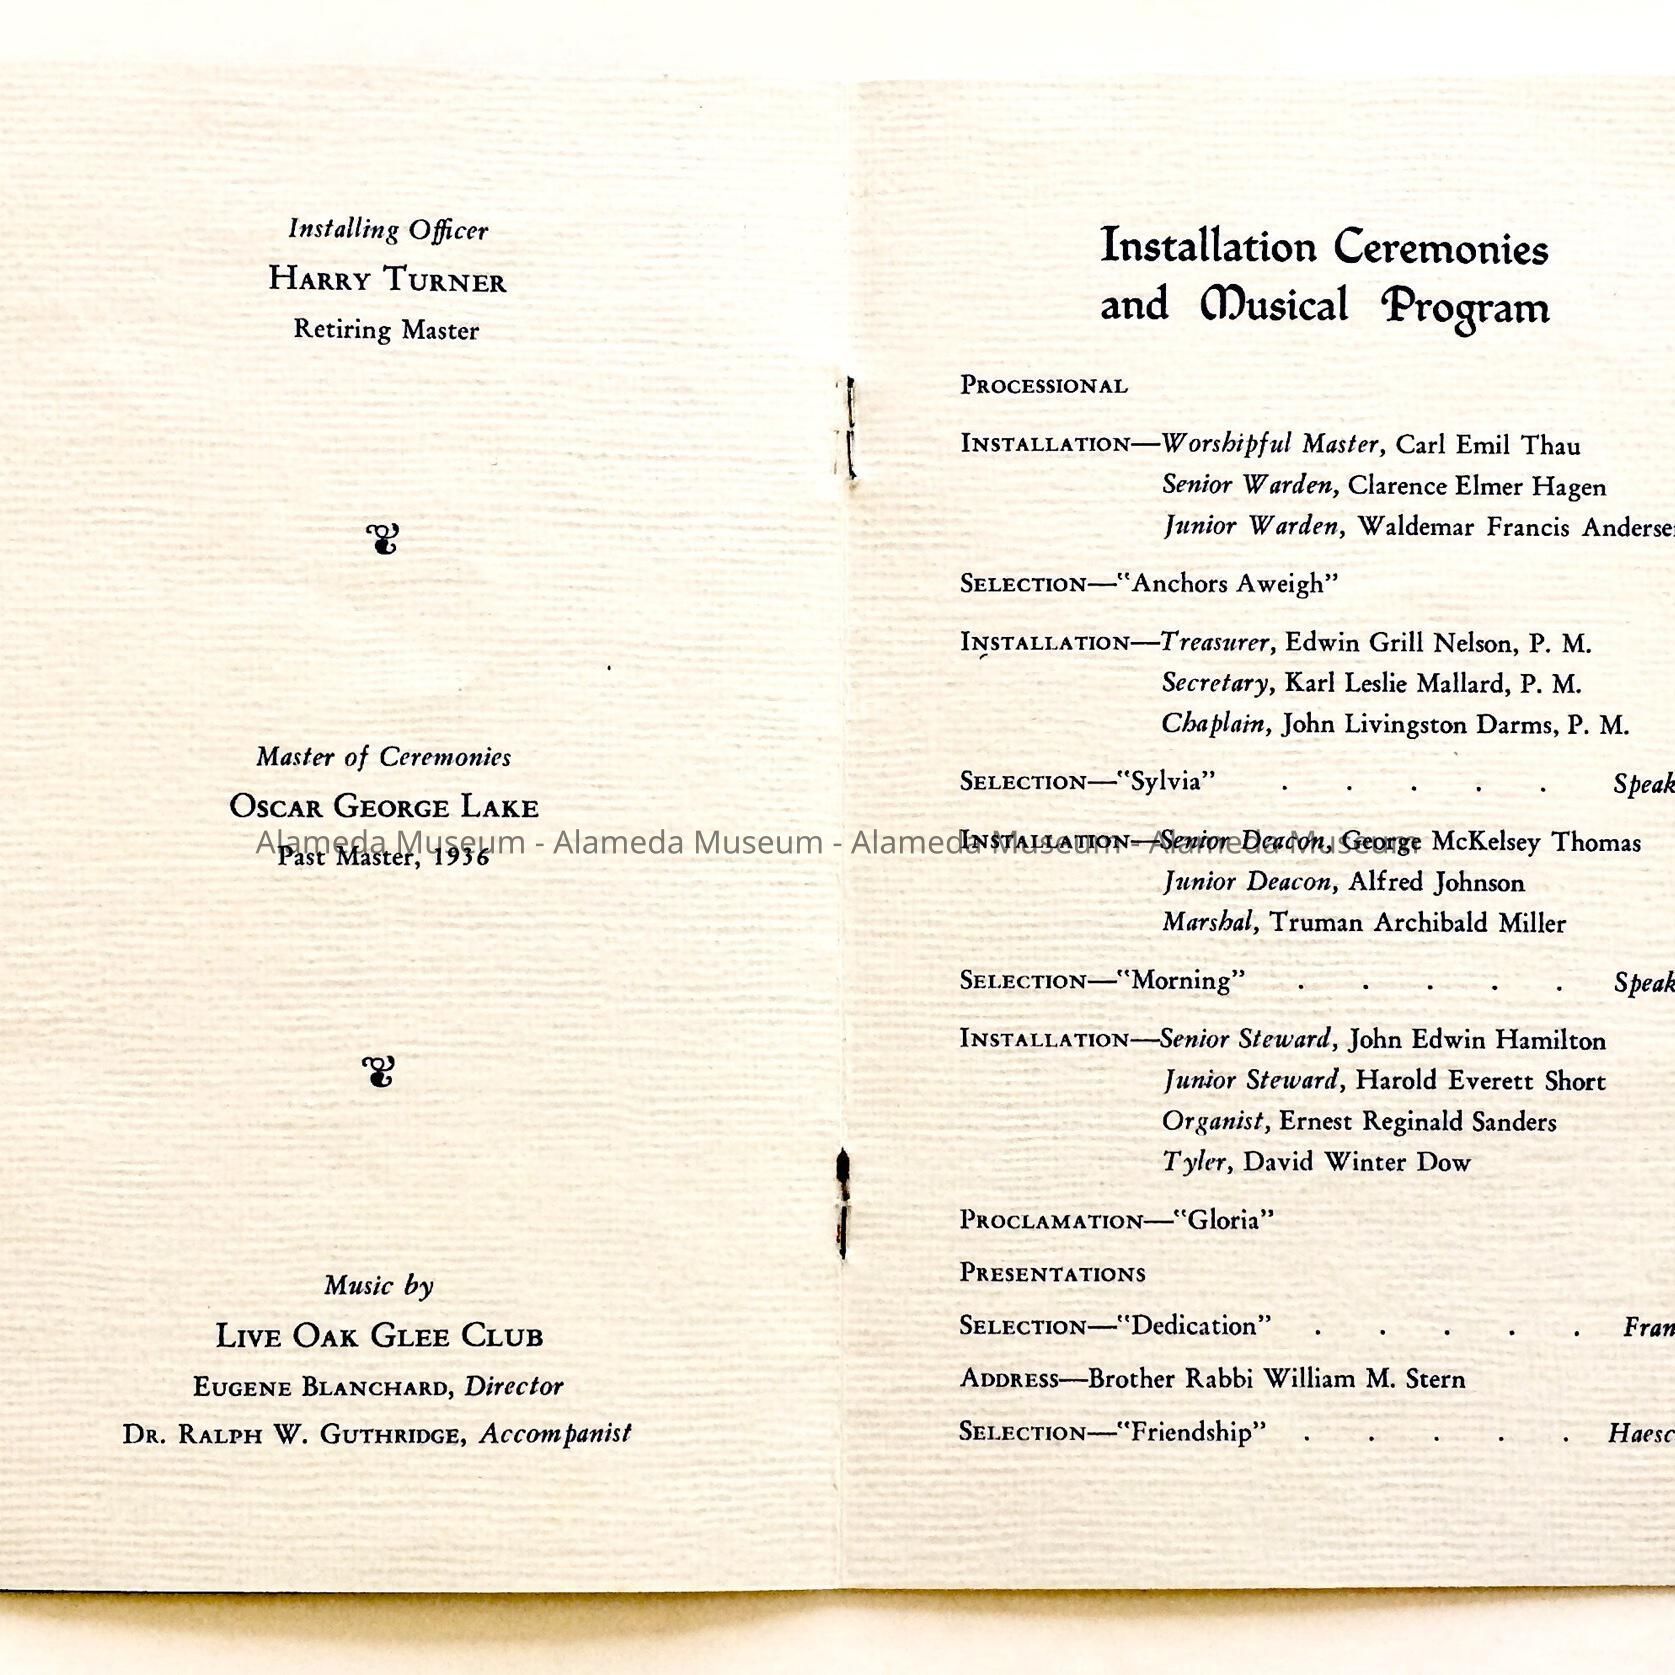 Installing Officer
Harry Turner
Retiring Master
Master of Ceremonies
Oscar George Lake
Past Master, 1936
Music by
Live Oak Glee Club
Eugene Blanchard, Director
Dr. Ralph W. Guthridge, Accompanist
Installation Ceremonies
and Musical Program
Processional
Installation—Worshipful Master, Carl Emil Thau
Senior Warden, Clarence Elmer Hagen
Junior Warden, Waldemar Francis
Selection—"Anchors Aweigh"
Installation—Treasurer, Edwin Grill Nelson, P. M.
Secretary, Karl Leslie Mallard, P. M.
Chaplain, John Livingston Darms, P. M.
Selection—"Sylvia" . . . . . Speak
Installation—Senior Deacon, George McKelsey Thomas
Junior Deacon, Alfred Johnson
Marshal, Truman Archibald Miller
Selection—"Morning" . . . . . Speak
Installation—Senior Steward, John Edwin Hamilton
Junior Steward, Harold Everett Short
Organist, Ernest Reginald Sanders
Tyler, David Winter Dow
Proclamation—"Gloria"
Presentations
Selection—"Dedication" . . . . . Fran
Address—Brother Rabbi William M. Stern
Selection—"Friendship" . . . . . Haesc
Alameda Museum - Alameda Museum - Alameda Museum - Alameda Museum